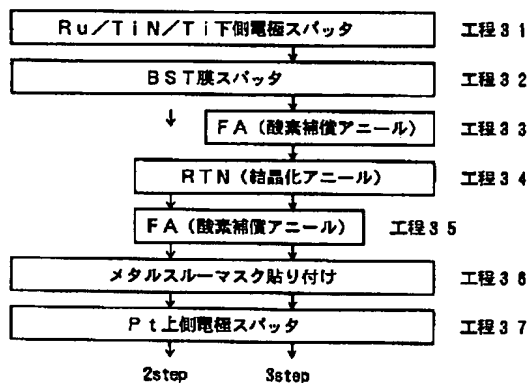 Ru/TiN/Ti下側電極スパッタ 工程31
BST膜スパッタ 工程32
FA(酸素補償アニール) 工程33
RTN(結晶化アニール) 工程34
FA(酸素補償アニール) 工程35
メタルスルーマスク貼り付け 工程36
Pt上側電極スパッタ 工程37
2step 3step